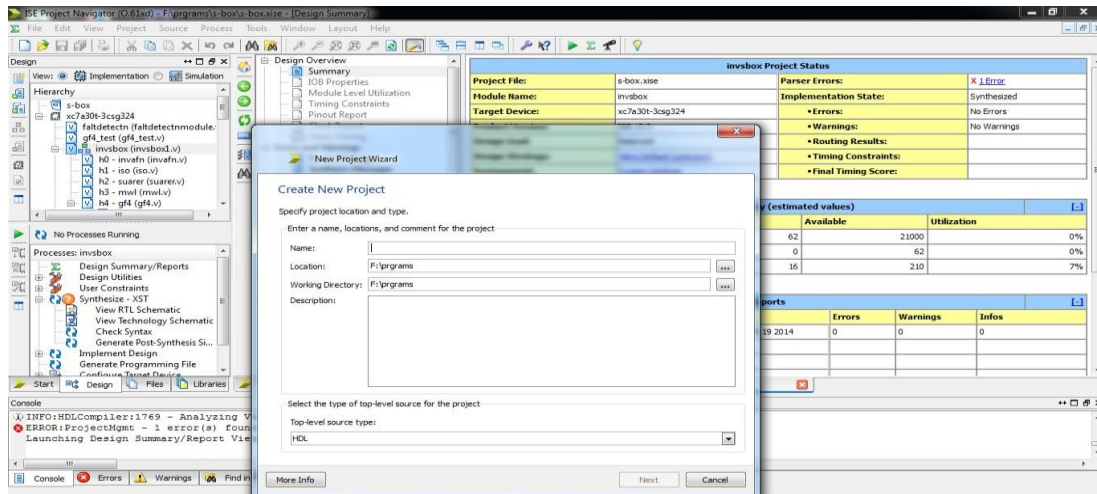 ISE Project Navigator (O.61xd) - F:\prgrams\s-box\s-box.xise - [Design Summary]
File Edit View Project Source Process Tools Window Layout Help
Design
View: Implementation Simulation
Hierarchy
s-box
xc7a30t-3csg324
faltdetectn (faltdetectnmodule.
gf4_test (gf4_test.v)
invsbox (invsbox1.v)
h0 - invafn (invafn.v)
h1 - iso (iso.v)
h2 - suarer (suarer.v)
h3 - mwl (mwl.v)
h4 - gf4 (gf4.v)
No Processes Running
Processes: invsbox
Design Summary/Reports
Design Utilities
User Constraints
Synthesize - XST
View RTL Schematic
View Technology Schematic
Check Syntax
Generate Post-Synthesis Si...
Implement Design
Generate Programming File
Configure Target Device
Start Design Files Libraries
Design Overview
Summary
IOB Properties
Module Level Utilization
Timing Constraints
Pinout Report
invsbox Project Status
Project File: s-box.xise Parser Errors: X 1 Error
Module Name: invsbox Implementation State: Synthesized
Target Device: xc7a30t-3csg324 •Errors: No Errors
•Warnings: No Warnings
•Routing Results:
•Timing Constraints:
•Final Timing Score:
y (estimated values) [-]
Available Utilization
62 21000 0%
0 62 0%
16 210 7%
ports [-]
Errors Warnings Infos
19 2014 0 0 0
New Project Wizard
Create New Project
Specify project location and type.
Enter a name, locations, and comment for the project
Name:
Location: F:\prgrams ...
Working Directory: F:\prgrams ...
Description:
Select the type of top-level source for the project
Top-level source type:
HDL
More Info Next Cancel
Console
INFO:HDLCompiler:1769 - Analyzing V
ERROR:ProjectMgmt - 1 error(s) foun
Launching Design Summary/Report Vie
Console Errors Warnings Find in